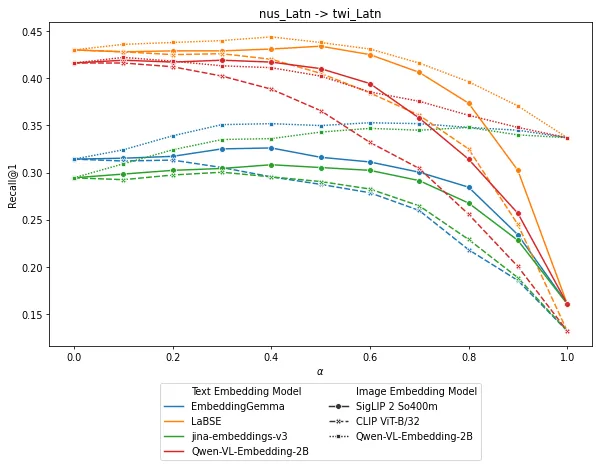 nus_Latn -> twi_Latn
Recall@1
0.45
0.40
0.35
0.30
0.25
0.20
0.15
0.0 0.2 0.4 0.6 0.8 1.0
α
Text Embedding Model
EmbeddingGemma
LaBSE
jina-embeddings-v3
Qwen-VL-Embedding-2B
Image Embedding Model
SigLIP 2 So400m
CLIP ViT-B/32
Qwen-VL-Embedding-2B